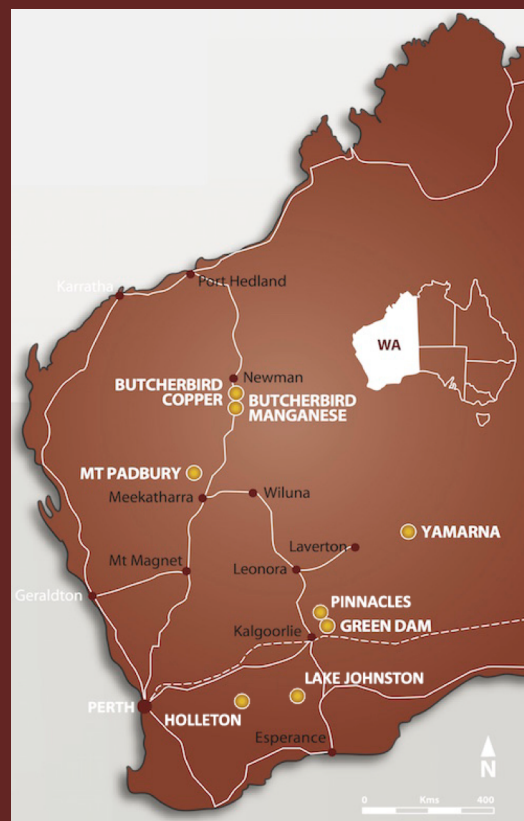 Karratha
Port Hedland
WA
Newman
BUTCHERBIRD
COPPER
BUTCHERBIRD
MANGANESE
MT PADBURY
Meekatharra
Wiluna
YAMARNA
Laverton
Mt Magnet
Leonora
Geraldton
PINNACLES
GREEN DAM
Kalgoorlie
LAKE JOHNSTON
PERTH
HOLLETON
Esperance
N
0 Kms 400